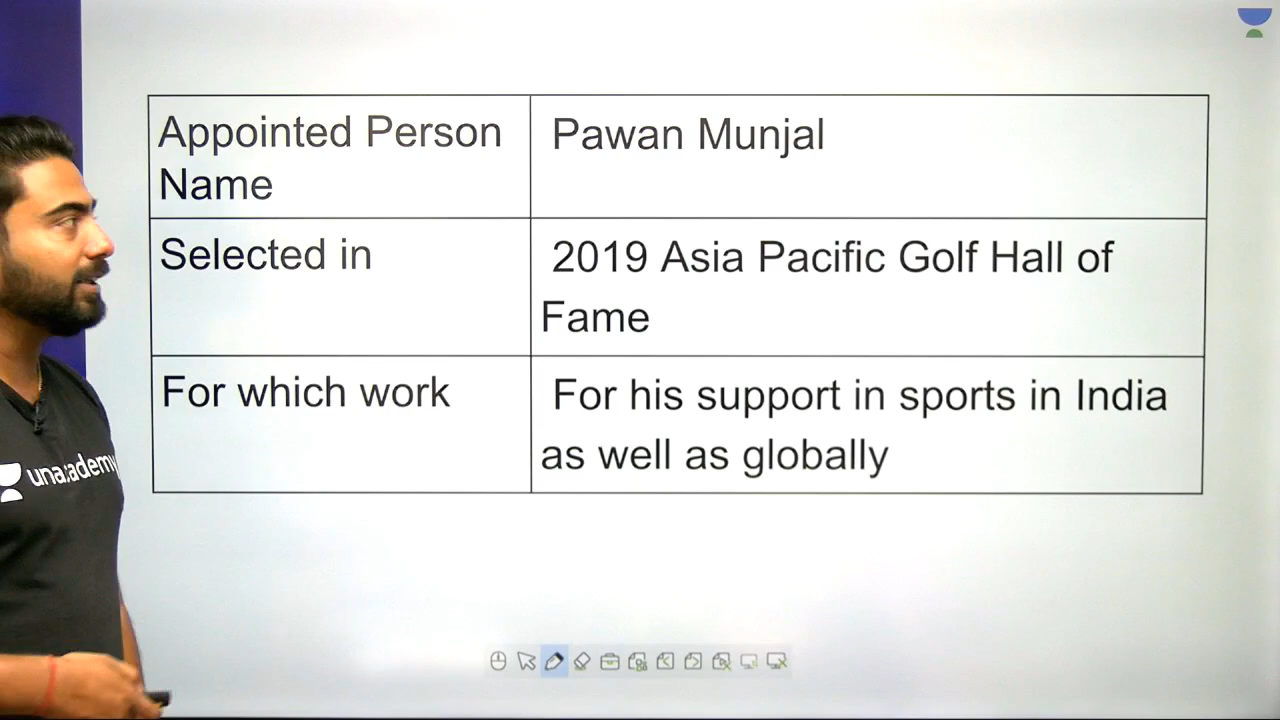 Appointed Person
Name
Pawan Munjal
Selected in
2019 Asia Pacific Golf Hall of
Fame
For which work
For his support in sports in India
as well as globally
unacademy